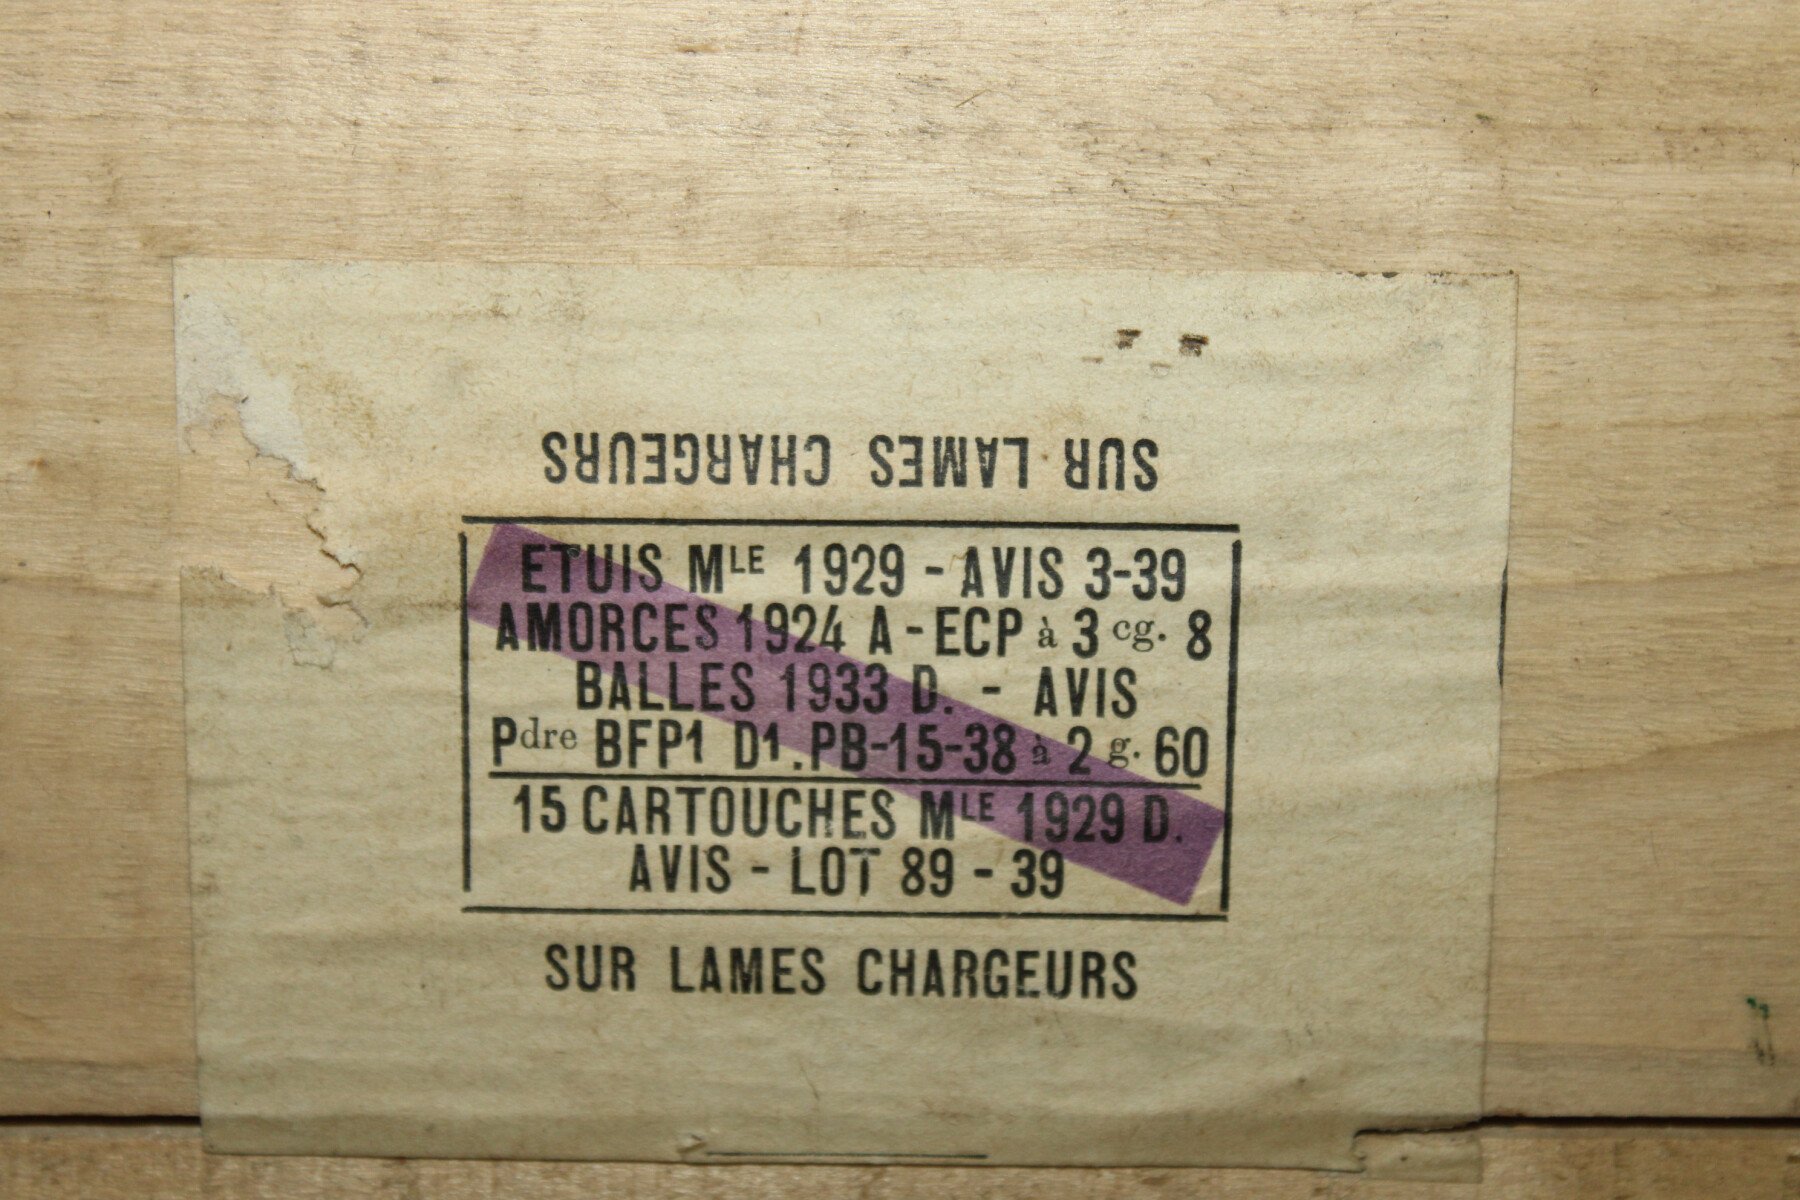 SUR LAMES CHARGEURS
ETUIS MLE 1929 - AVIS 3-39
AMORCES 1924 A - ECP à 3 cg. 8
BALLES 1933 D. - AVIS
Pdre BFP1 D1.PB-15-38 à 2 g. 60
15 CARTOUCHES MLE 1929 D.
AVIS - LOT 89 - 39
SUR LAMES CHARGEURS